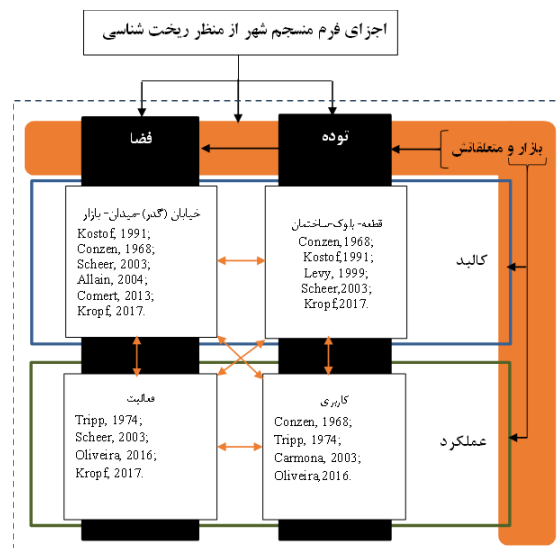 اجزای فرم منسجم شهر از منظر ریخت شناسی
توده
فضا
بازار و متعلقاتش
کالبد
قطعه- بلوک-ساختمان
Conzen,1968;
Kostof,1991;
Levy, 1999;
Scheer,2003;
Kropf,2017.
خیابان (گذر)-میدان- بازار
Kostof, 1991;
Conzen, 1968;
Scheer, 2003;
Allain, 2004;
Comert, 2013;
Kropf, 2017.
عملکرد
کاربری
Conzen, 1968;
Tripp, 1974;
Carmona, 2003;
Oliveira,2016.
فعالیت
Tripp, 1974;
Scheer, 2003;
Oliveira, 2016;
Kropf, 2017.